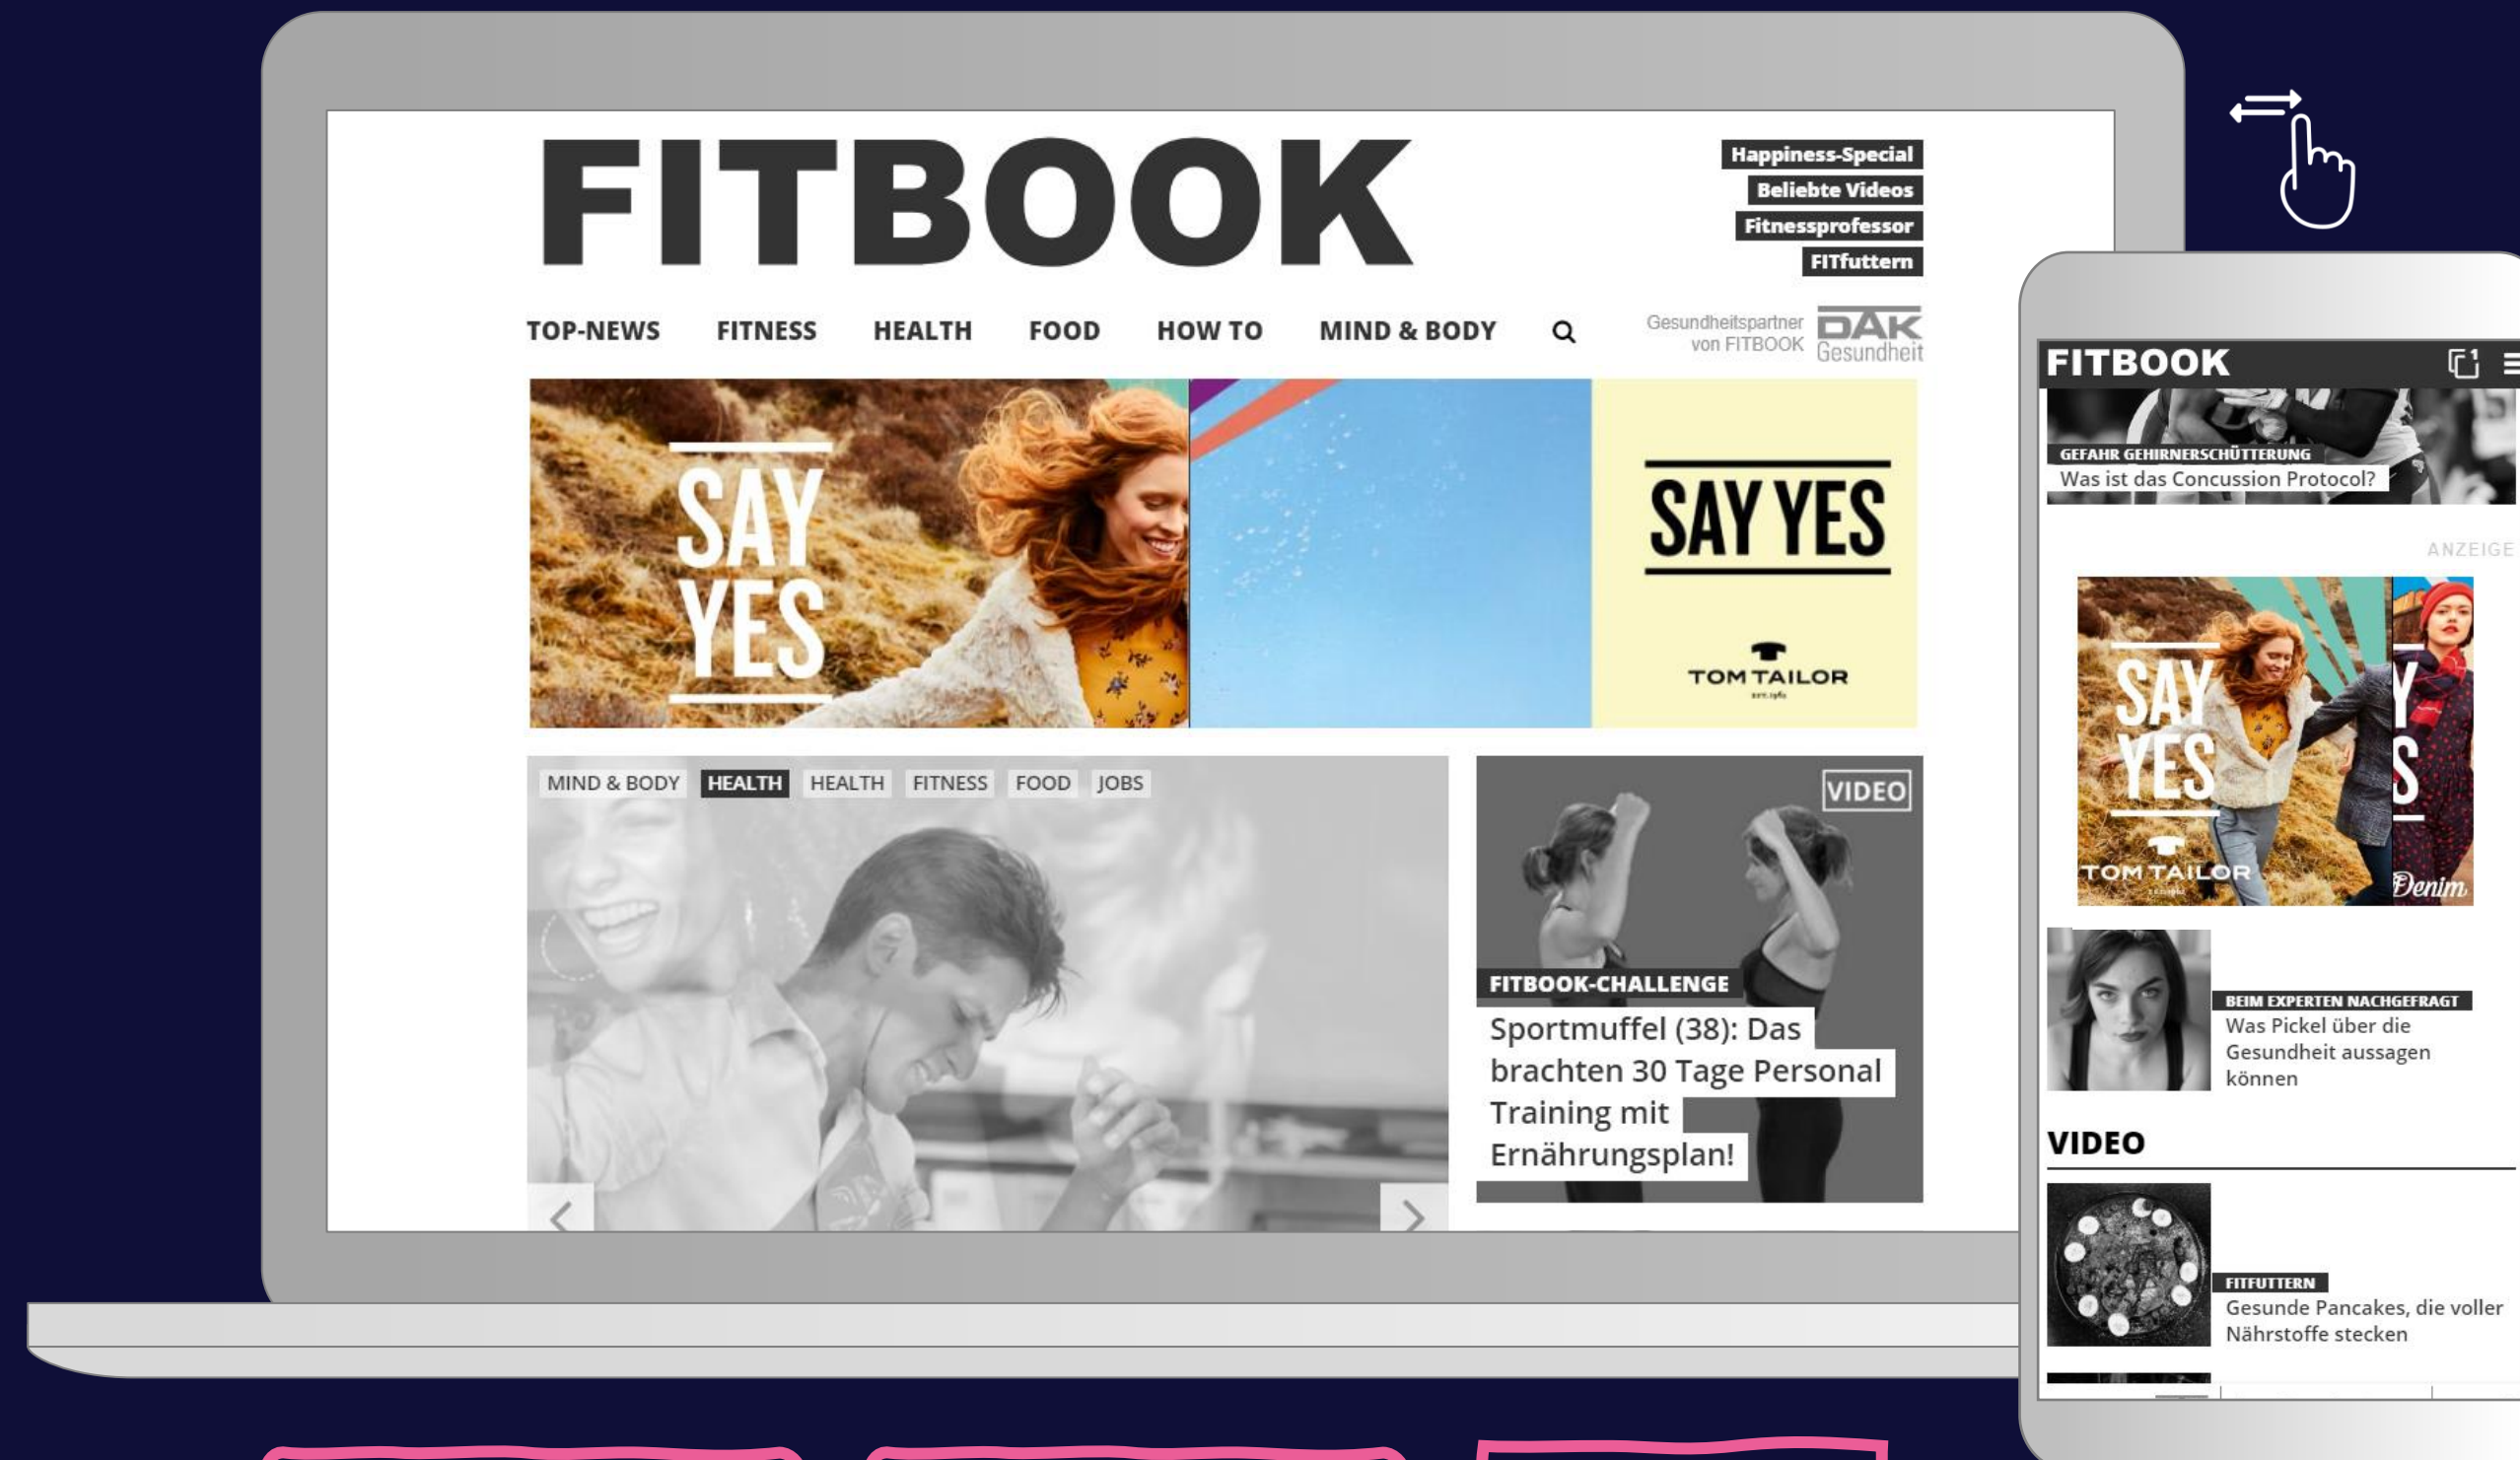 FITBOOK
Happiness-Special
Beliebte Videos
Fitnessprofessor
FITfuttern
TOP-NEWS FITNESS HEALTH FOOD HOW TO MIND & BODY
Gesundheitspartner
von FITBOOK
DAK
Gesundheit
SAY
YES
SAY YES
TOM TAILOR
EST. 1962
MIND & BODY HEALTH HEALTH FITNESS FOOD JOBS
VIDEO
FITBOOK-CHALLENGE
Sportmuffel (38): Das
brachten 30 Tage Personal
Training mit
Ernährungsplan!
FITBOOK
1
GEFAHR GEHIRNERSCHÜTTERUNG
Was ist das Concussion Protocol?
ANZEIGE
SAY
YES
TOM TAILOR
Y
S
Denim
BEIM EXPERTEN NACHGEFRAGT
Was Pickel über die
Gesundheit aussagen
können
VIDEO
FITFUTTERN
Gesunde Pancakes, die voller
Nährstoffe stecken